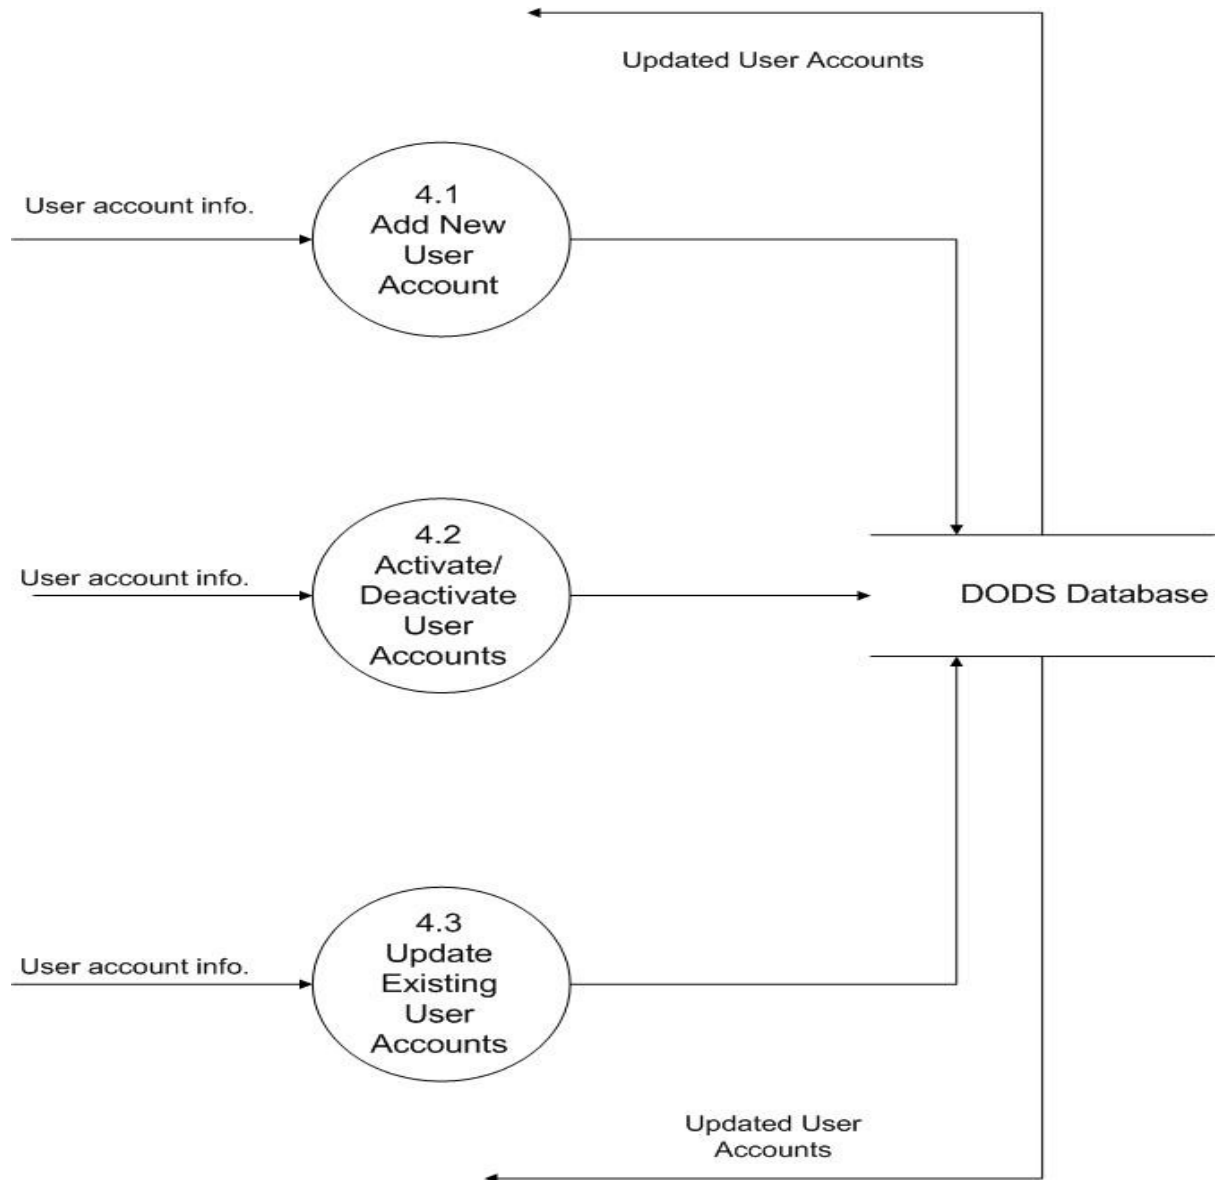 Updated User Accounts
User account info.
4.1
Add New
User
Account
User account info.
4.2
Activate/
Deactivate
User
Accounts
DODS Database
User account info.
4.3
Update
Existing
User
Accounts
Updated User
Accounts